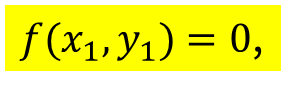 f(x₁, y₁) = 0,